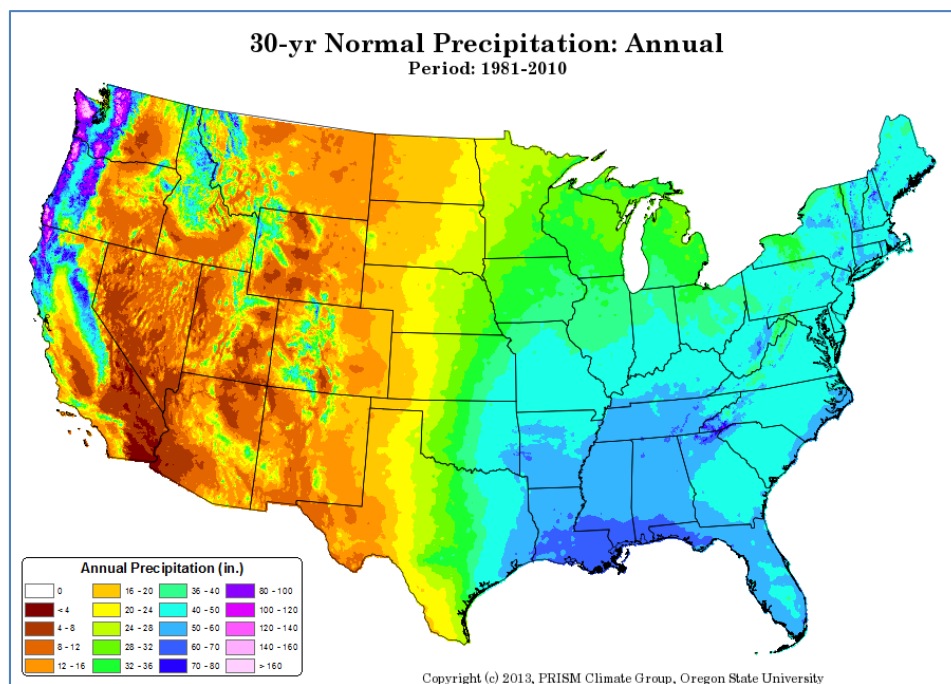 30-yr Normal Precipitation: Annual
Period: 1981-2010
Annual Precipitation (in.)
0
< 4
4 - 8
8 - 12
12 - 16
16 - 20
20 - 24
24 - 28
28 - 32
32 - 36
36 - 40
40 - 50
50 - 60
60 - 70
70 - 80
80 - 100
100 - 120
120 - 140
140 - 160
> 160
Copyright (c) 2013, PRISM Climate Group, Oregon State University